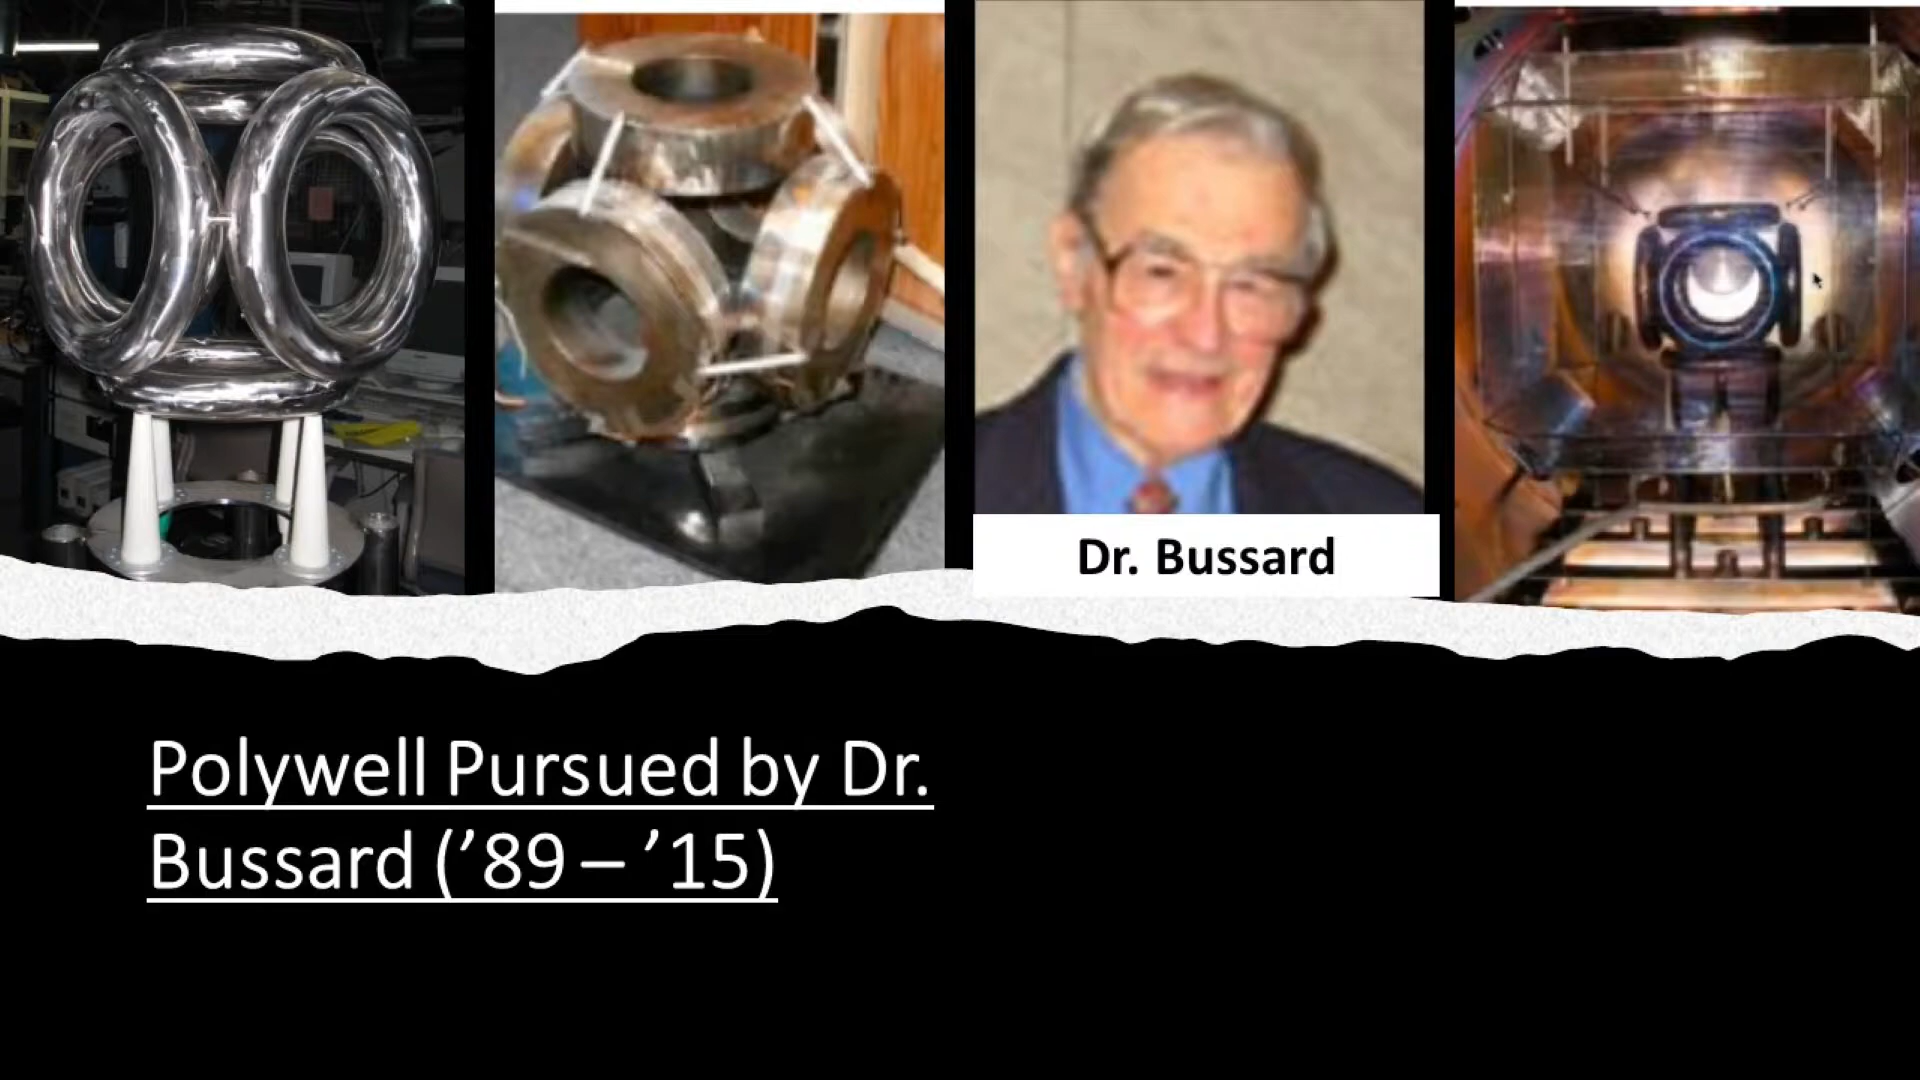 Dr. Bussard
Polywell Pursued by Dr.
Bussard (’89 – ’15)